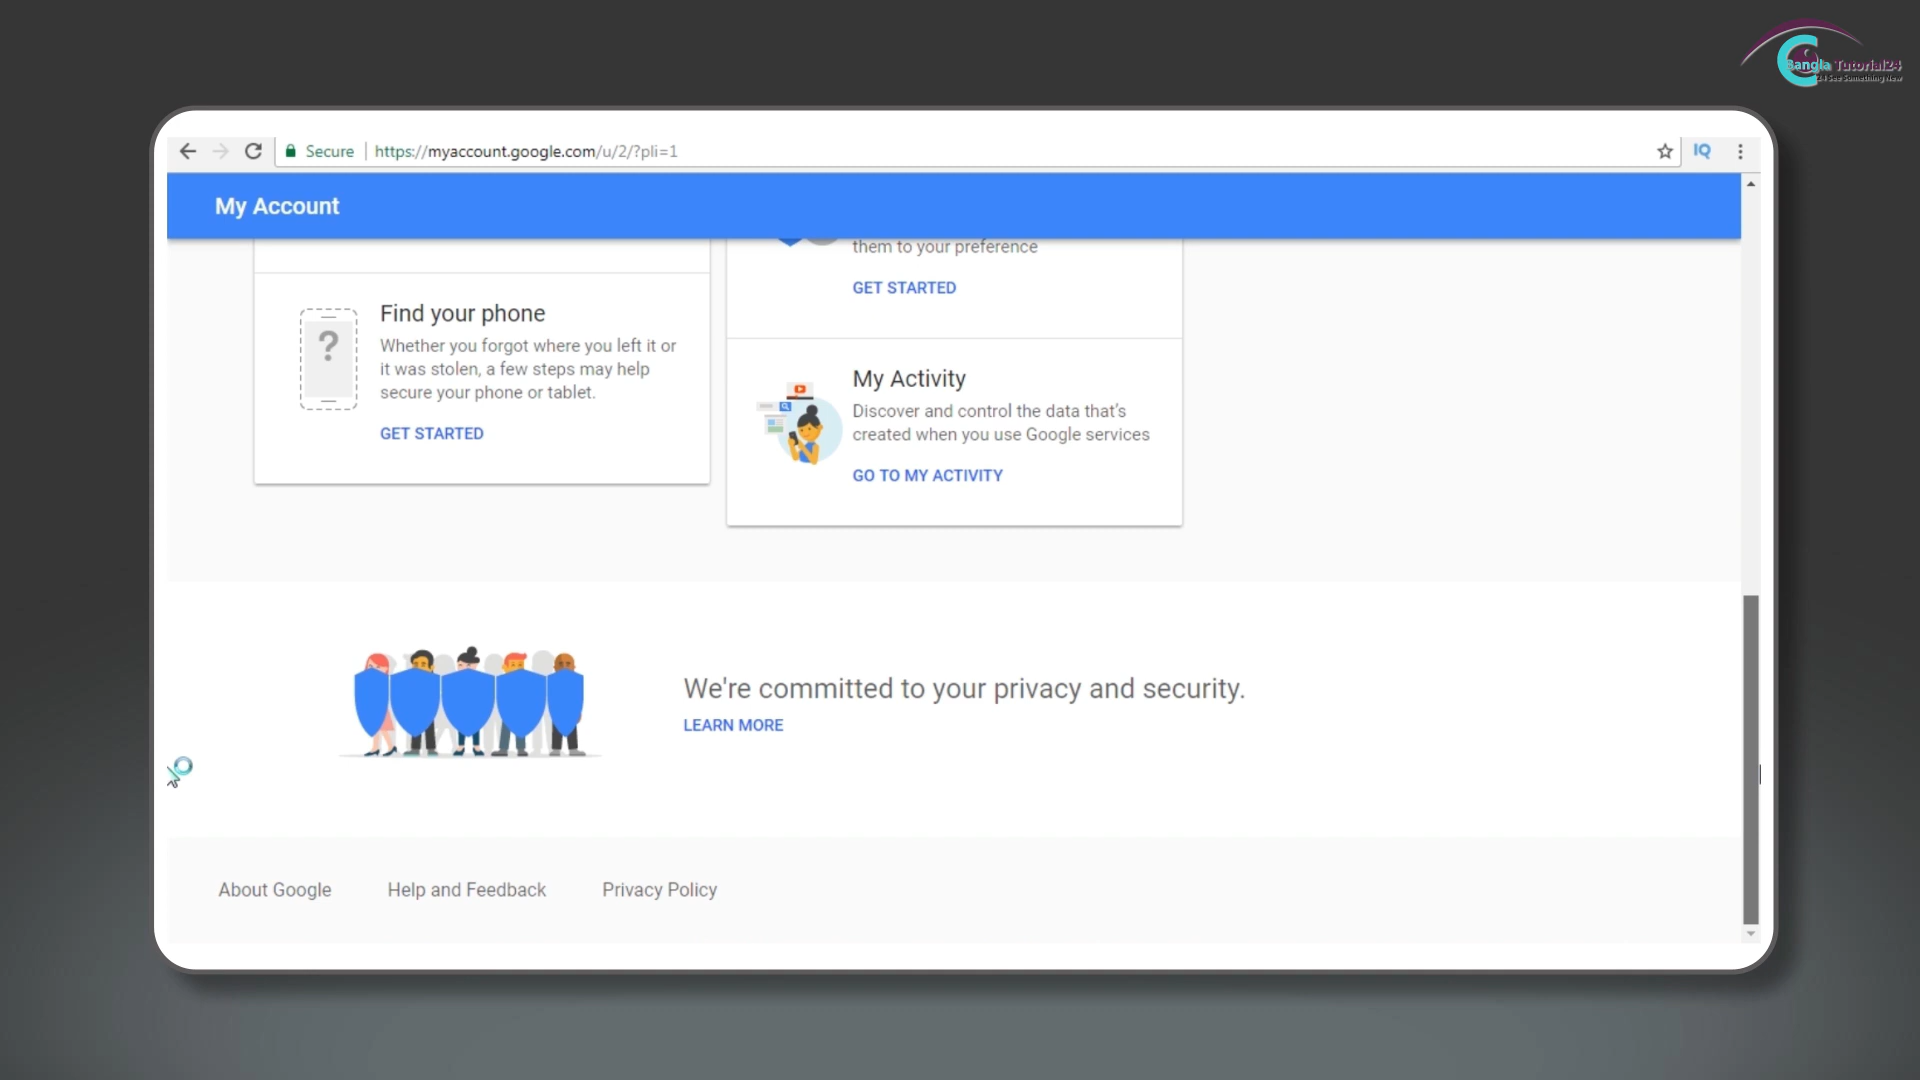 Bangla Tutorial24
24 See Something New
Secure
https://myaccount.google.com/u/2/?pli=1
IQ
My Account
them to your preference
GET STARTED
Find your phone
Whether you forgot where you left it or
it was stolen, a few steps may help
secure your phone or tablet.
GET STARTED
?
My Activity
Discover and control the data that's
created when you use Google services
GO TO MY ACTIVITY
We're committed to your privacy and security.
LEARN MORE
About Google
Help and Feedback
Privacy Policy